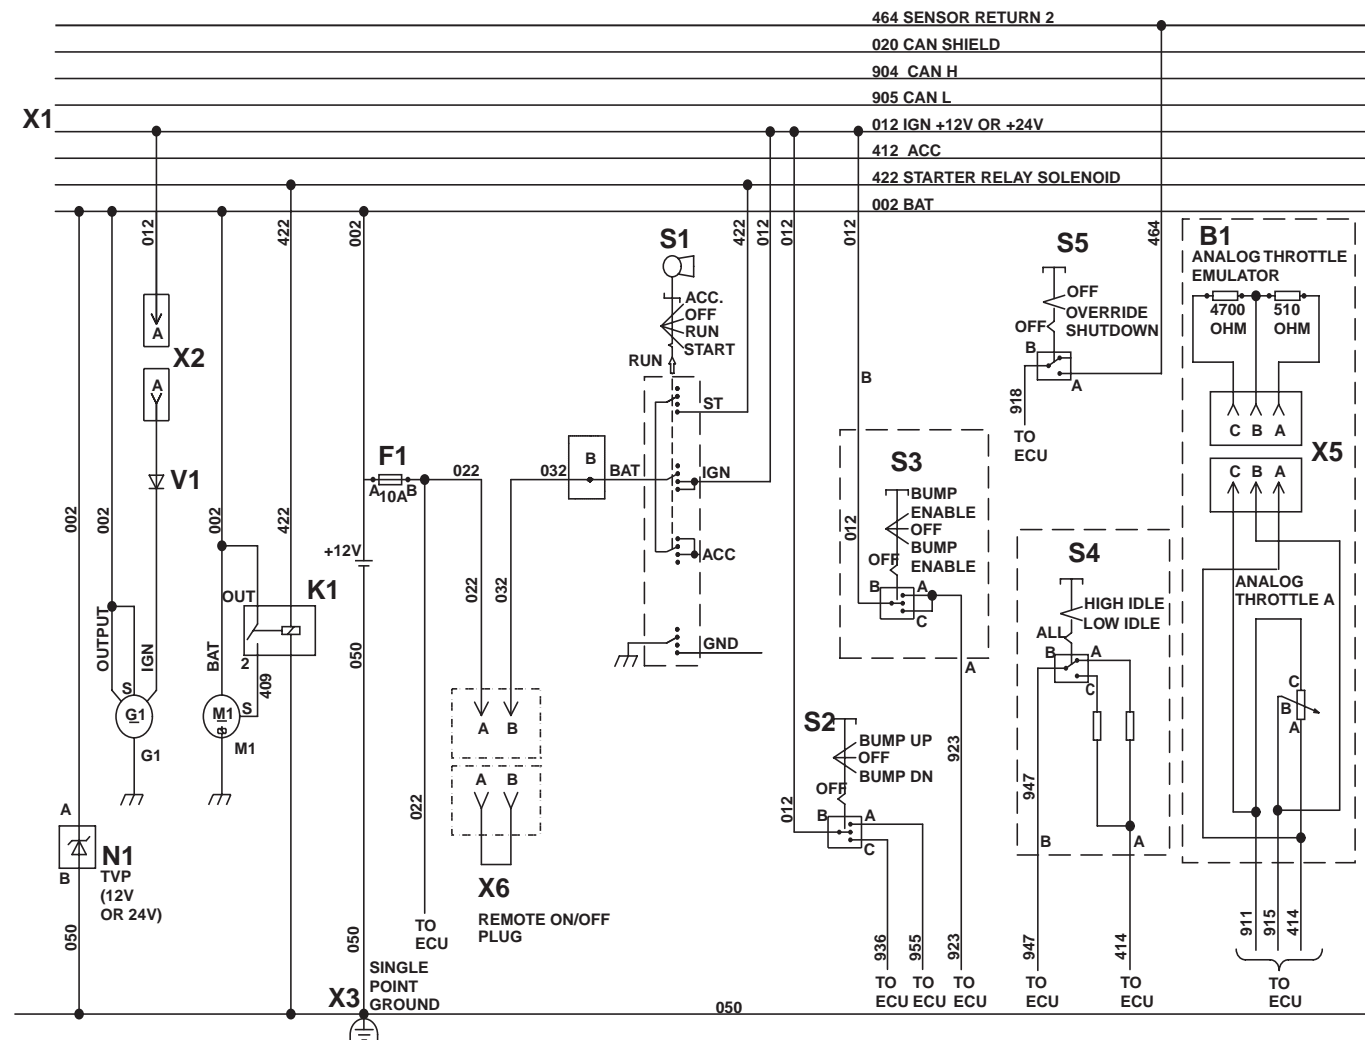 464 SENSOR RETURN 2
020 CAN SHIELD
904 CAN H
905 CAN L
X1
012 IGN +12V OR +24V
412 ACC
422 STARTER RELAY SOLENOID
002 BAT
012
422
002
422
012
012
012
464
S1
ACC.
OFF
RUN
START
RUN
S5
OFF
OVERRIDE
SHUTDOWN
OFF
B
A
918
TO
ECU
B1
ANALOG THROTTLE
EMULATOR
4700
OHM
510
OHM
C B A
X5
C B A
ANALOG
THROTTLE A
C
B
A
911
915
414
TO
ECU
A
X2
A
V1
002
002
002
422
F1
A
10A
B
022
032
B
BAT
ST
IGN
ACC
GND
+12V
022
032
050
B
012
S3
BUMP
ENABLE
OFF
BUMP
ENABLE
OFF
B
A
C
A
923
923
TO
ECU
S4
HIGH IDLE
LOW IDLE
ALL
B
A
C
947
B
A
947
414
TO
ECU
TO
ECU
OUTPUT
IGN
S
G1
G1
BAT
OUT
K1
2
409
M1
S
M1
A
N1
B
TVP
(12V
OR 24V)
050
A B
A B
X6
REMOTE ON/OFF
PLUG
022
TO
ECU
S2
BUMP UP
OFF
BUMP DN
OFF
012
B
A
C
936
955
TO
ECU
TO
ECU
050
X3
SINGLE
POINT
GROUND
050